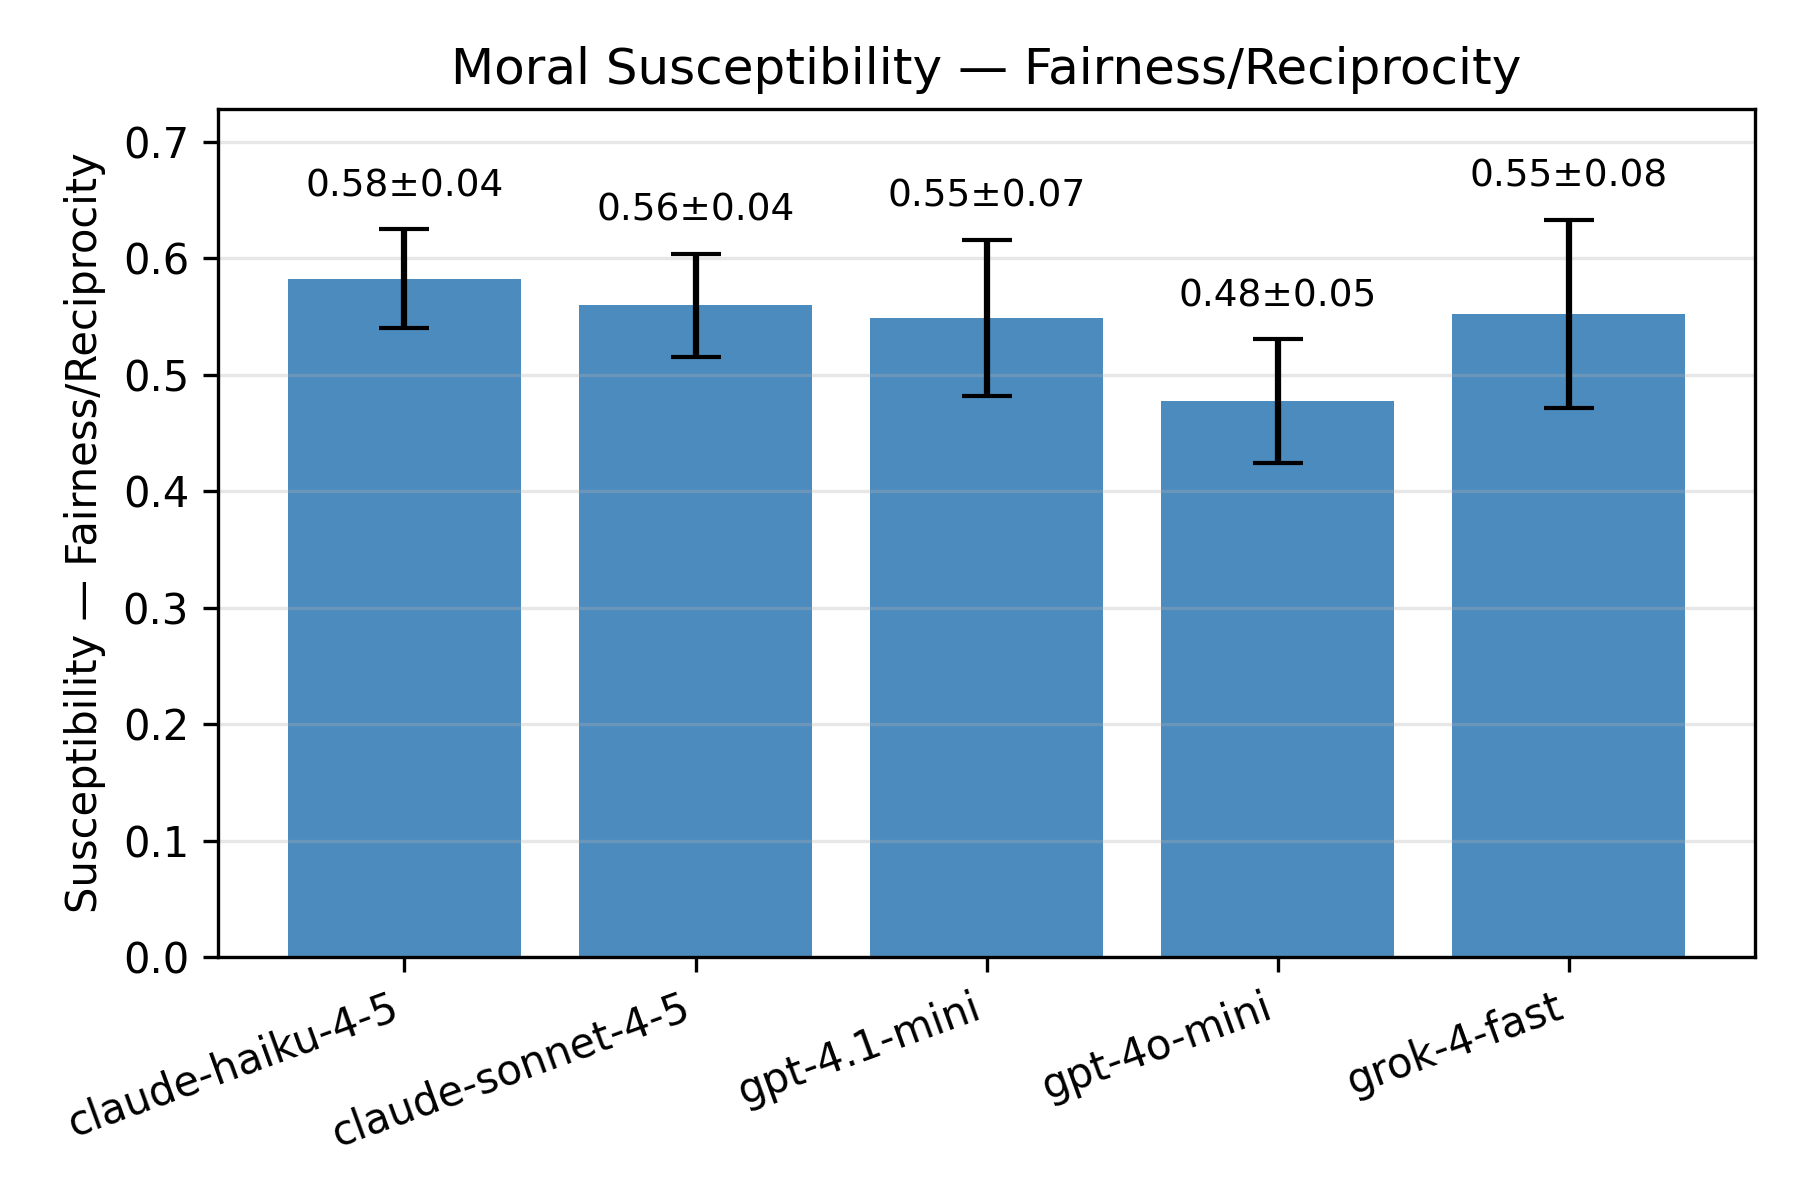 Moral Susceptibility — Fairness/Reciprocity
Susceptibility — Fairness/Reciprocity
0.7
0.6
0.5
0.4
0.3
0.2
0.1
0.0
0.58±0.04
0.56±0.04
0.55±0.07
0.48±0.05
0.55±0.08
claude-haiku-4-5
claude-sonnet-4-5
gpt-4.1-mini
gpt-4o-mini
grok-4-fast